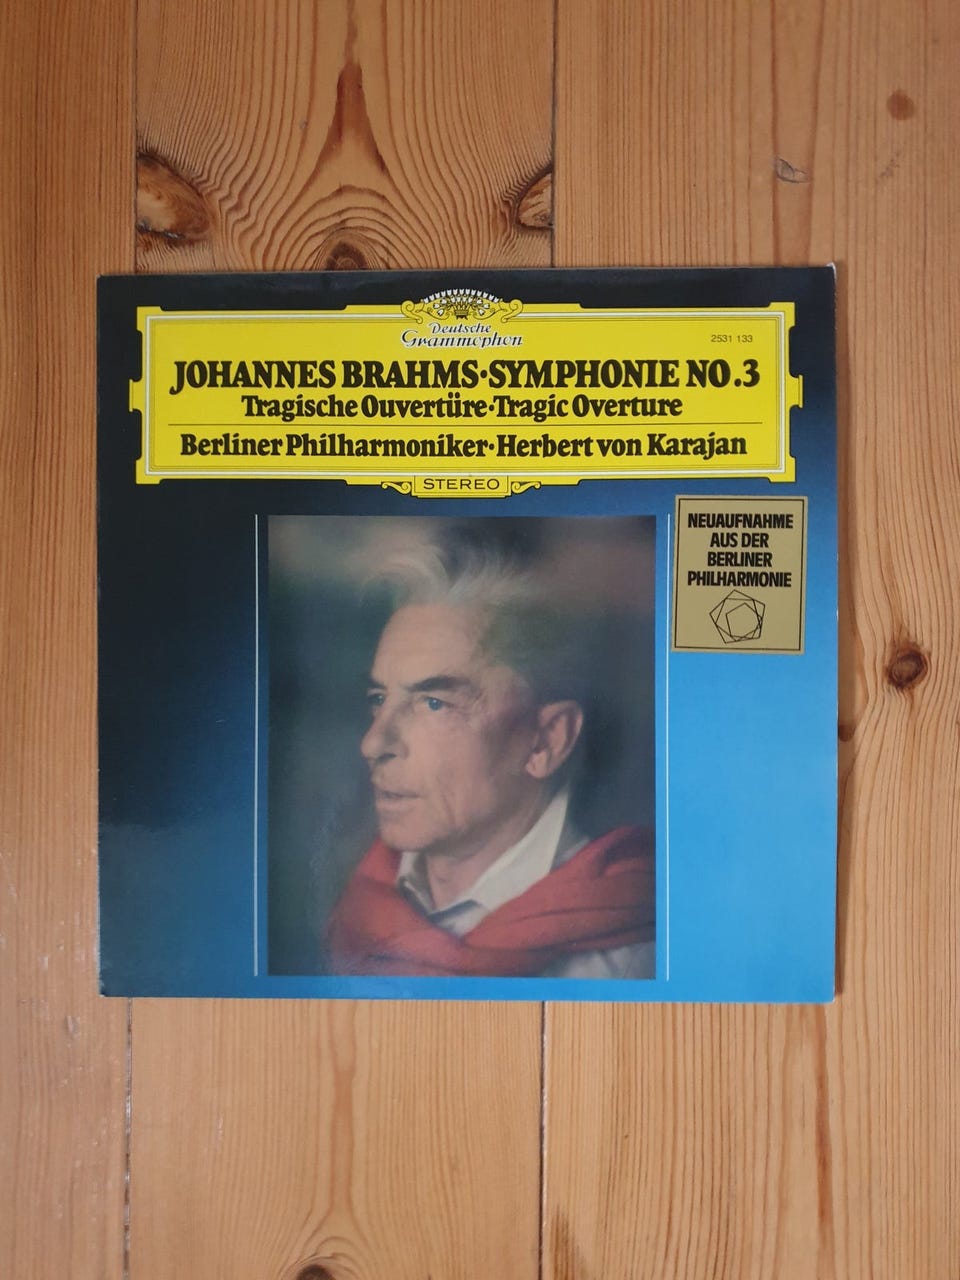 Deutsche
Grammophon
2531 133
JOHANNES BRAHMS·SYMPHONIE NO.3
Tragische Ouvertüre·Tragic Overture
Berliner Philharmoniker·Herbert von Karajan
STEREO
NEUAUFNAHME
AUS DER
BERLINER
PHILHARMONIE